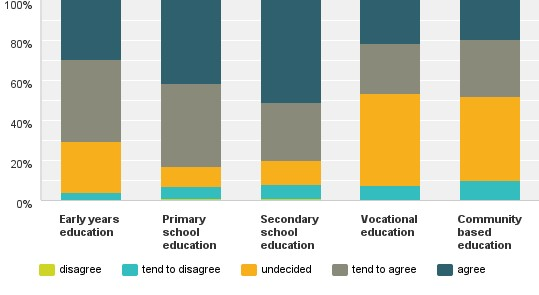 100%
80%
60%
40%
20%
0%
Early years
education
Primary
school
education
Secondary
school
education
Vocational
education
Community
based
education
disagree tend to disagree undecided tend to agree agree